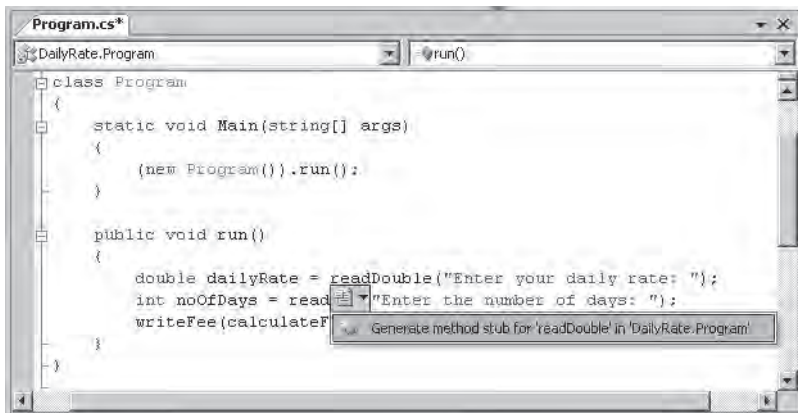 Program.cs*
DailyRate.Program
run()
class Program
{
static void Main(string[] args)
{
(new Program()).run();
}
public void run()
{
double dailyRate = readDouble("Enter your daily rate: ");
int noOfDays = read "Enter the number of days: ");
writeFee(calculateF
Generate method stub for 'readDouble' in 'DailyRate.Program'
}
}